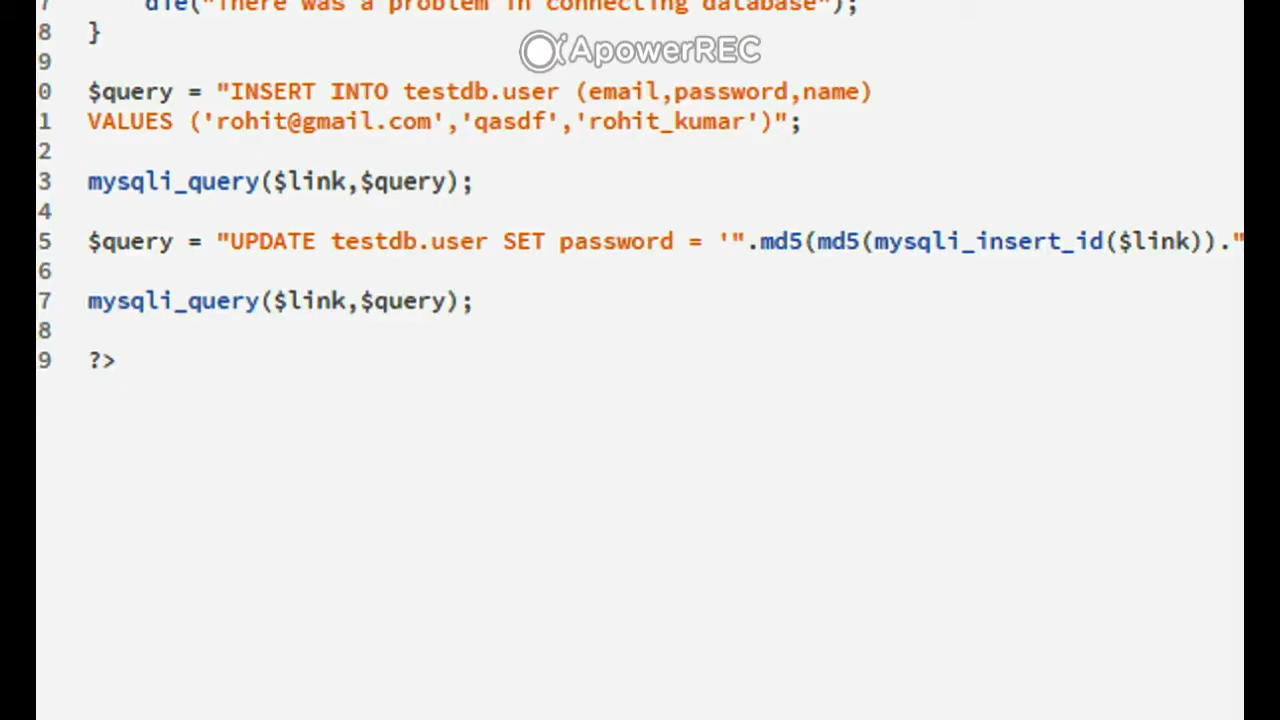 7 die("There was a problem in connecting database");
8 }
ApowerREC
9
0 $query = "INSERT INTO testdb.user (email,password,name)
1 VALUES ('rohit@gmail.com','qasdf','rohit_kumar')";
2
3 mysqli_query($link,$query);
4
5 $query = "UPDATE testdb.user SET password = '".md5(md5(mysqli_insert_id($link))."
6
7 mysqli_query($link,$query);
8
9 ?>